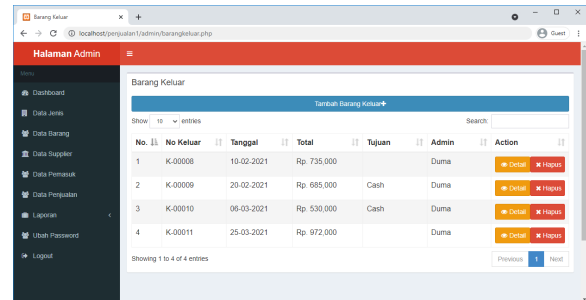 Barang Keluar
localhost/penjualan1/admin/barangkeluar.php
Guest
Halaman Admin
Menu
Dashboard
Data Jenis
Data Barang
Data Supplier
Data Pemasuk
Data Penjualan
Laporan
Ubah Password
Logout
Barang Keluar
Tambah Barang Keluar+
Show 10 entries Search:
No. No Keluar Tanggal Total Tujuan Admin Action
1 K-00008 10-02-2021 Rp. 735,000 Duma Detail Hapus
2 K-00009 20-02-2021 Rp. 685,000 Cash Duma Detail Hapus
3 K-00010 06-03-2021 Rp. 530,000 Cash Duma Detail Hapus
4 K-00011 25-03-2021 Rp. 972,000 Duma Detail Hapus
Showing 1 to 4 of 4 entries Previous 1 Next